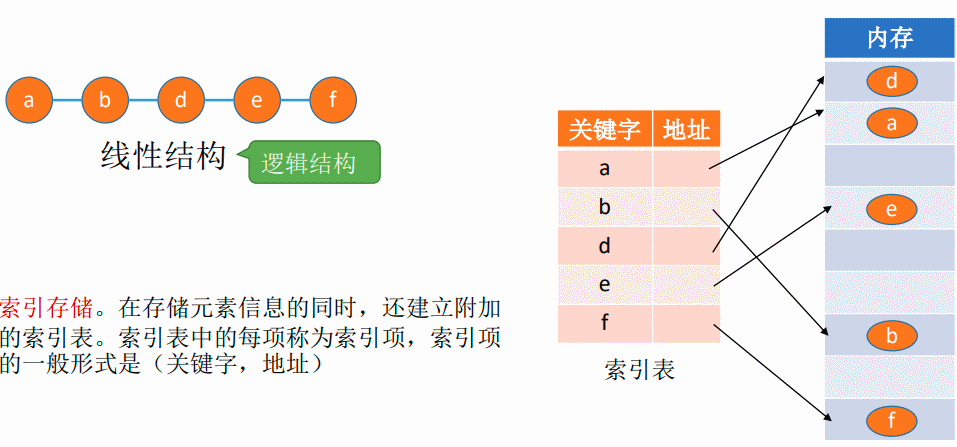 a b d e f
线性结构
逻辑结构
索引存储。在存储元素信息的同时，还建立附加
的索引表。索引表中的每项称为索引项，索引项
的一般形式是（关键字，地址）
关键字 地址
a
b
d
e
f
索引表
内存
d
a
e
b
f